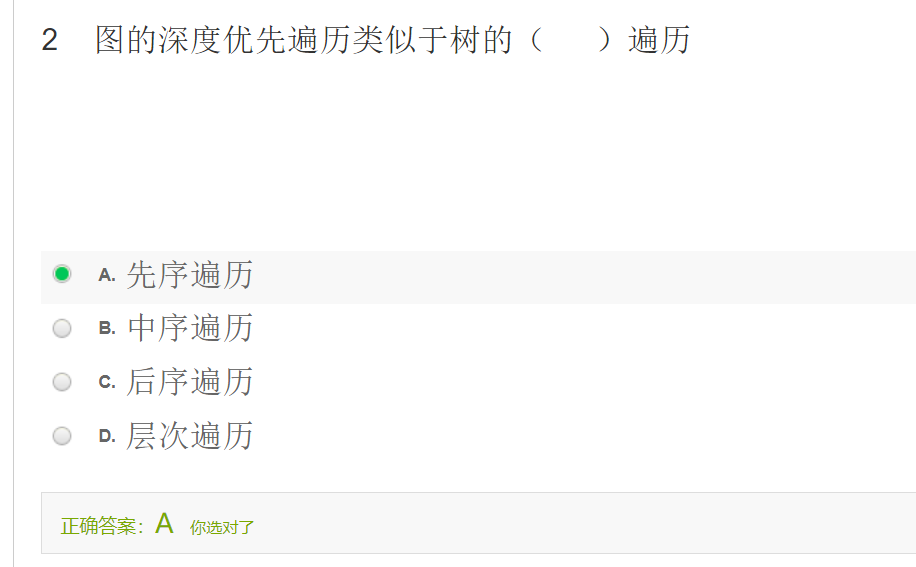 2 图的深度优先遍历类似于树的（ ）遍历
A. 先序遍历
B. 中序遍历
C. 后序遍历
D. 层次遍历
正确答案：A 你选对了